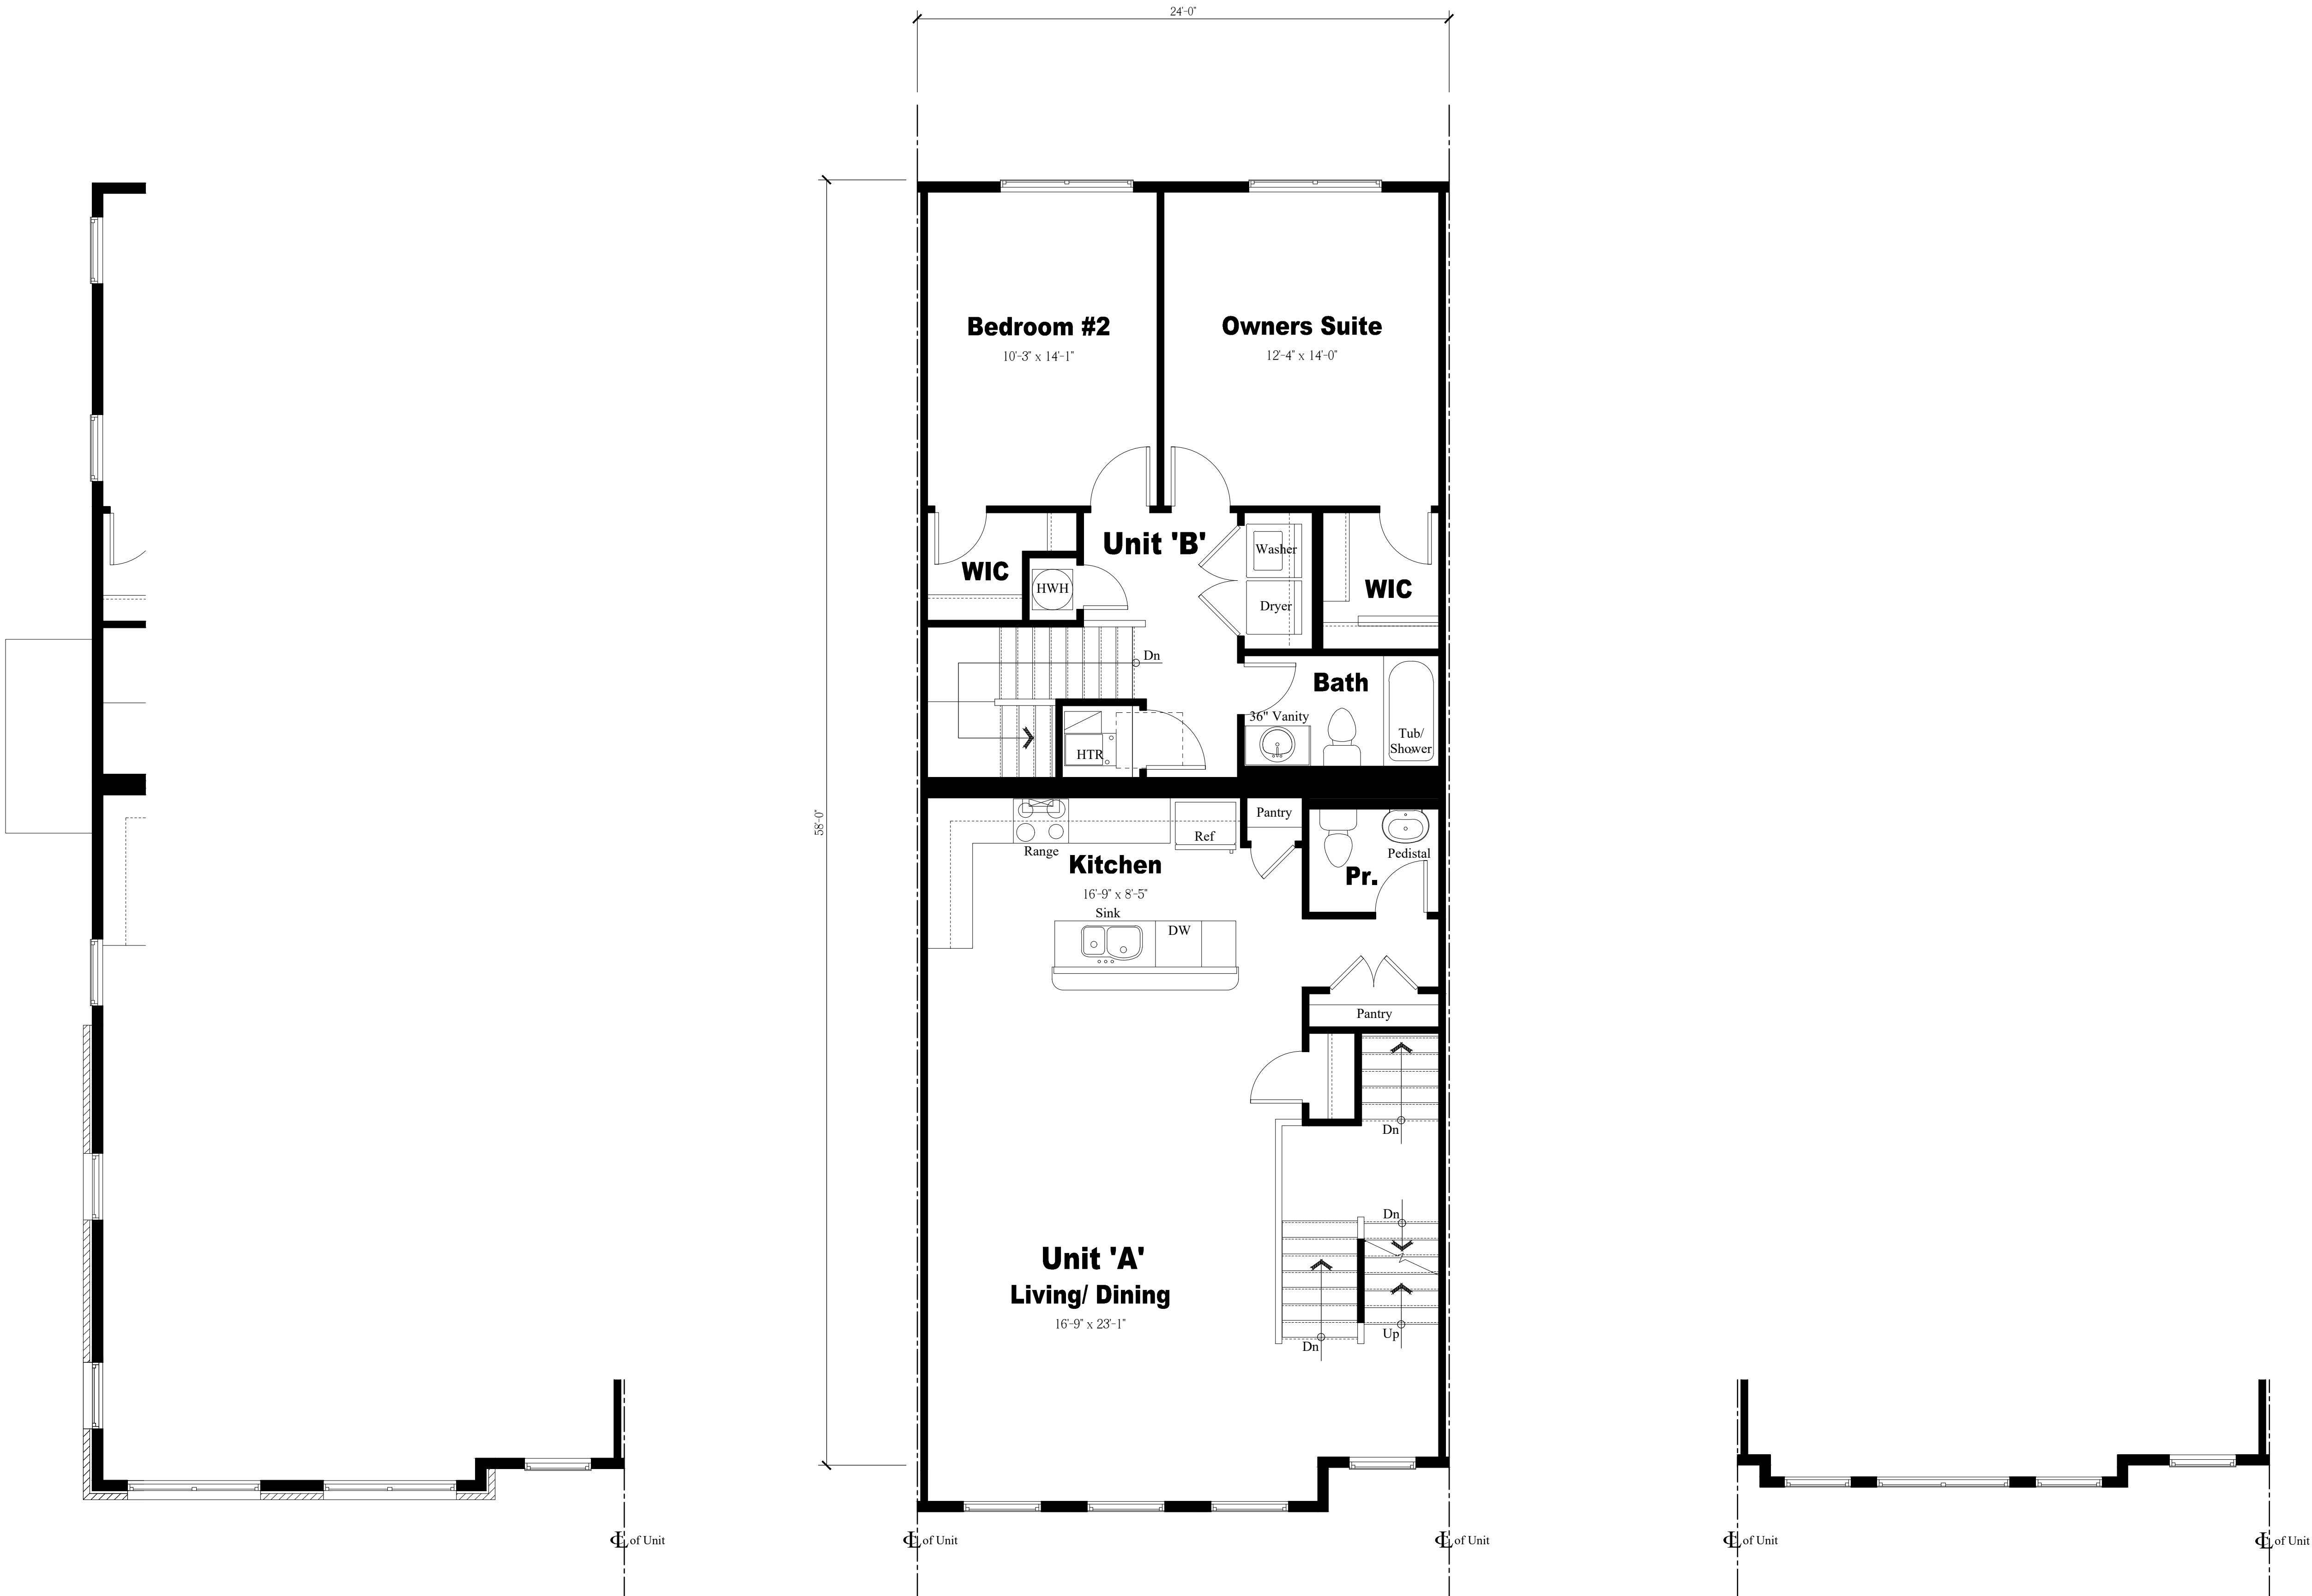 24'-0"
Bedroom #2
10'-3" x 14'-1"
Owners Suite
12'-4" x 14'-0"
Unit 'B'
Washer
WIC
HWH
Dryer
WIC
Dn
Bath
36" Vanity
Tub/
Shower
HTR
58'-0"
Pantry
Ref
Range
Pedistal
Kitchen
Pr.
16'-9" x 8'-5"
Sink
DW
Pantry
Dn
Dn
Unit 'A'
Living/ Dining
16'-9" x 23'-1"
Up
Dn
℄ of Unit
℄ of Unit
℄ of Unit
℄ of Unit
℄ of Unit